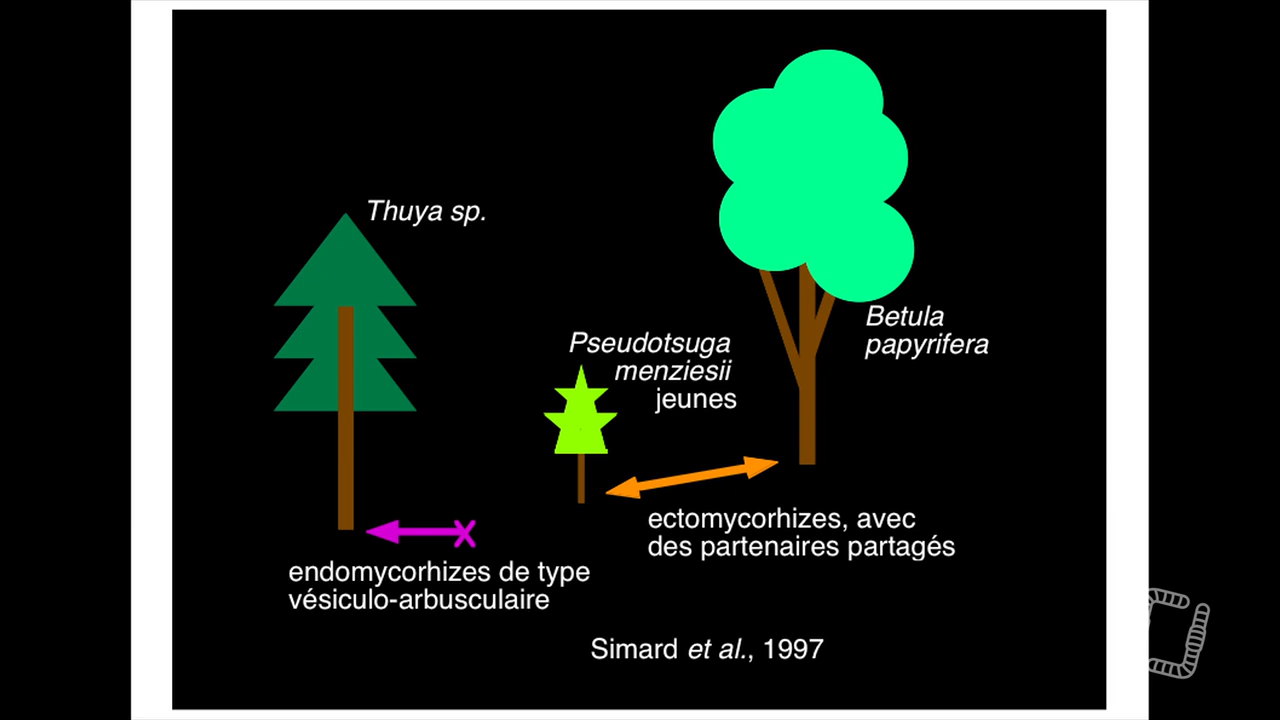 Thuya sp.
Betula
papyrifera
Pseudotsuga
menziesii
jeunes
ectomycorhizes, avec
des partenaires partagés
X
endomycorhizes de type
vésiculo-arbusculaire
Simard et al., 1997